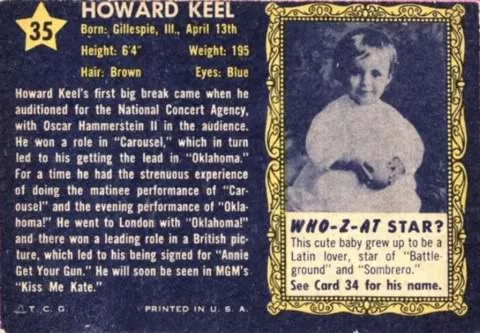 35
HOWARD KEEL
Born: Gillespie, Ill., April 13th
Height: 6'4" Weight: 195
Hair: Brown Eyes: Blue
Howard Keel's first big break came when he
auditioned for the National Concert Agency,
with Oscar Hammerstein II in the audience.
He won a role in "Carousel," which in turn
led to his getting the lead in "Oklahoma."
For a time he had the strenuous experience
of doing the matinee performance of "Car-
ousel" and the evening performance of "Okla-
homa!" He went to London with "Oklahoma!"
and there won a leading role in a British pic-
ture, which led to his being signed for "Annie
Get Your Gun." He will soon be seen in MGM's
"Kiss Me Kate."
T. C. G. PRINTED IN U. S. A.
WHO-Z-AT STAR?
This cute baby grew up to be a
Latin lover, star of "Battle-
ground" and "Sombrero."
See Card 34 for his name.